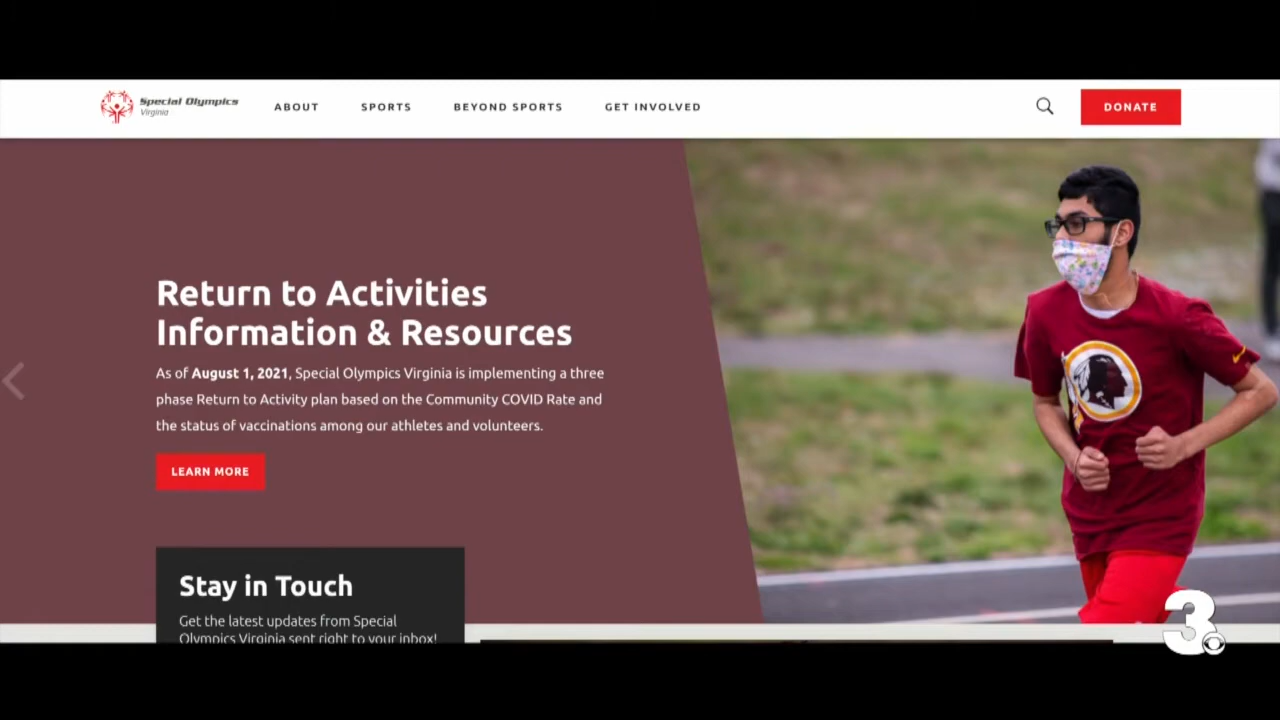 Special Olympics
Virginia
ABOUT
SPORTS
BEYOND SPORTS
GET INVOLVED
DONATE
Return to Activities
Information & Resources
As of August 1, 2021, Special Olympics Virginia is implementing a three
phase Return to Activity plan based on the Community COVID Rate and
the status of vaccinations among our athletes and volunteers.
LEARN MORE
Stay in Touch
Get the latest updates from Special
Olympics Virginia sent right to your inbox!
3